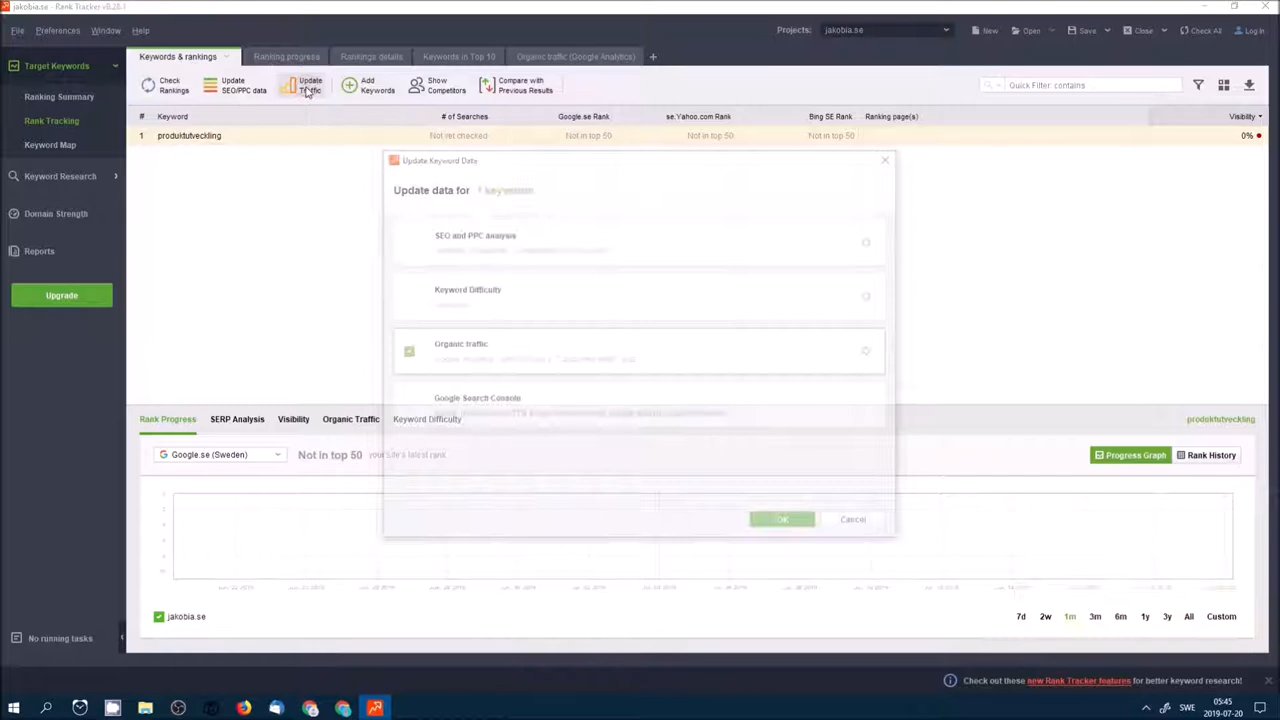 jakobia.se - Rank Tracker v8.28.1
File Preferences Window Help
Projects: jakobia.se New Open Save Close Check All Log In
Target Keywords
Ranking Summary
Rank Tracking
Keyword Map
Keyword Research
Domain Strength
Reports
Upgrade
No running tasks
Keywords & rankings Ranking progress Rankings details Keywords in Top 10 Organic traffic (Google Analytics) +
Check Rankings
Update SEO/PPC data
Update Traffic
Add Keywords
Show Competitors
Compare with Previous Results
Quick Filter: contains
# Keyword # of Searches Google.se Rank se.Yahoo.com Rank Bing SE Rank Ranking page(s) Visibility
1 produktutveckling Not yet checked Not in top 50 Not in top 50 Not in top 50 0%
Update Keyword Data
Update data for 1 keyword
SEO and PPC analysis
Keyword Difficulty
Organic traffic
Google Search Console
OK Cancel
Rank Progress SERP Analysis Visibility Organic Traffic Keyword Difficulty produktutveckling
Google.se (Sweden) Not in top 50 your site's latest rank Progress Graph Rank History
jakobia.se 7d 2w 1m 3m 6m 1y 3y All Custom
Check out these new Rank Tracker features for better keyword research!
SWE
05:45
2019-07-20